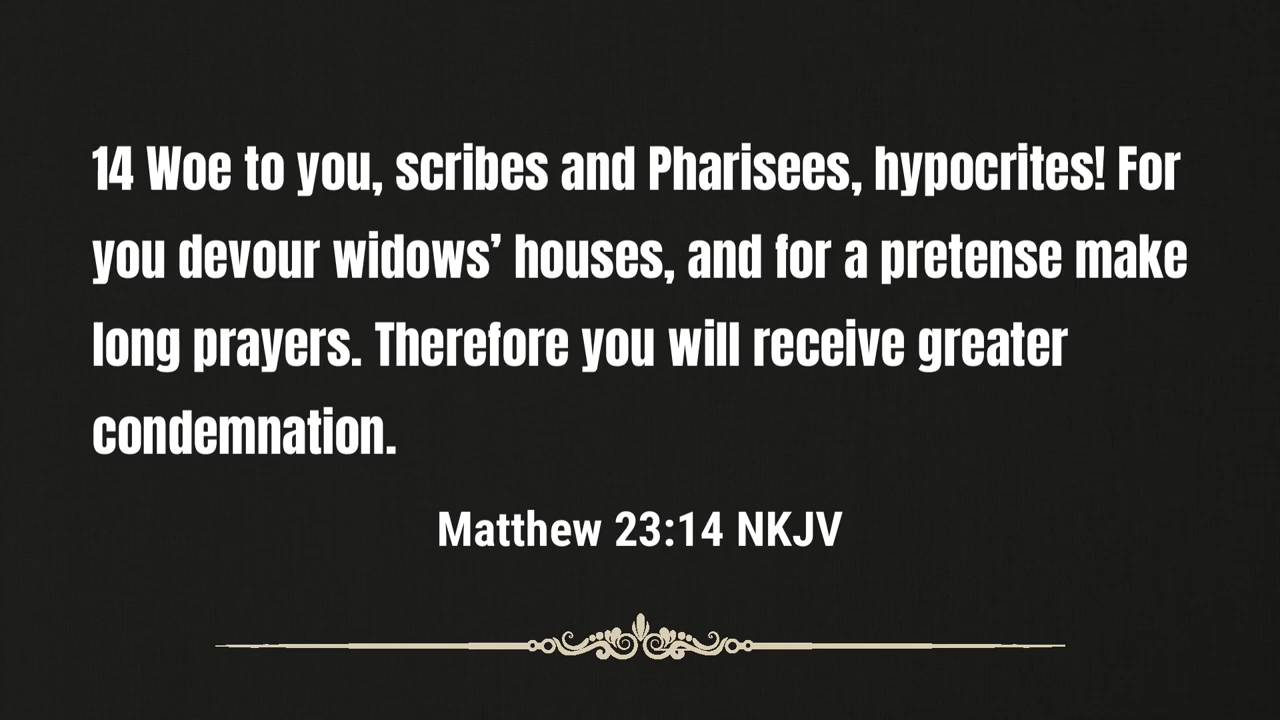 14 Woe to you, scribes and Pharisees, hypocrites! For
you devour widows’ houses, and for a pretense make
long prayers. Therefore you will receive greater
condemnation.
Matthew 23:14 NKJV